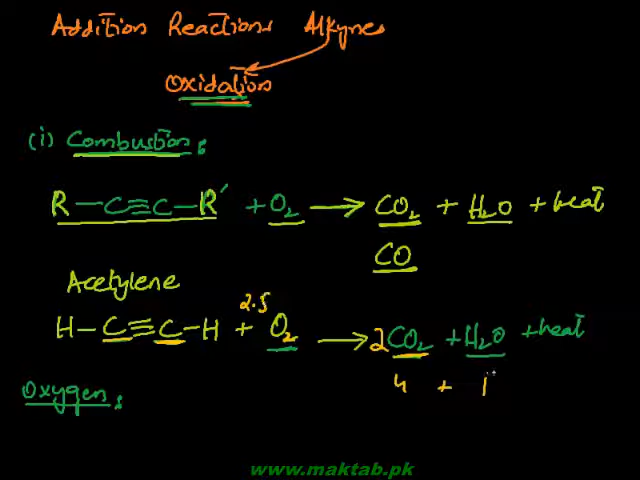 Addition Reactions Alkynes
Oxidation
(i) Combustion:
R—C≡C—R′ + O₂ → CO₂ + H₂O + heat
CO
Acetylene
2.5
H—C≡C—H + O₂ → 2CO₂ + H₂O + heat
Oxygen: 4 + 1
www.maktab.pk